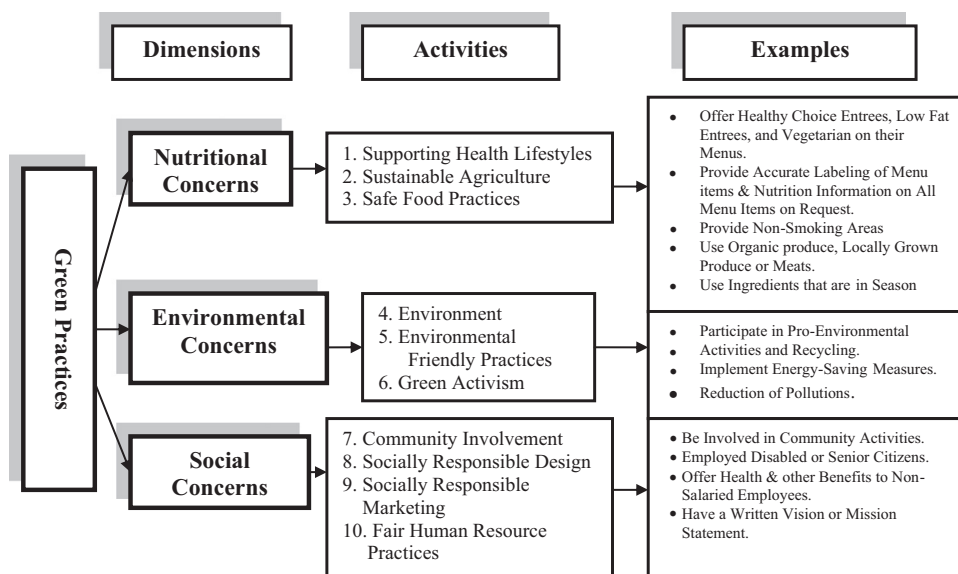 Dimensions
Activities
Examples
Green Practices
Nutritional
Concerns
1. Supporting Health Lifestyles
2. Sustainable Agriculture
3. Safe Food Practices
• Offer Healthy Choice Entrees, Low Fat
Entrees, and Vegetarian on their
Menus.
• Provide Accurate Labeling of Menu
items & Nutrition Information on All
Menu Items on Request.
• Provide Non-Smoking Areas
• Use Organic produce, Locally Grown
Produce or Meats.
• Use Ingredients that are in Season
Environmental
Concerns
4. Environment
5. Environmental
Friendly Practices
6. Green Activism
• Participate in Pro-Environmental
• Activities and Recycling.
• Implement Energy-Saving Measures.
• Reduction of Pollutions.
Social
Concerns
7. Community Involvement
8. Socially Responsible Design
9. Socially Responsible
Marketing
10. Fair Human Resource
Practices
• Be Involved in Community Activities.
• Employed Disabled or Senior Citizens.
• Offer Health & other Benefits to Non-
Salaried Employees.
• Have a Written Vision or Mission
Statement.